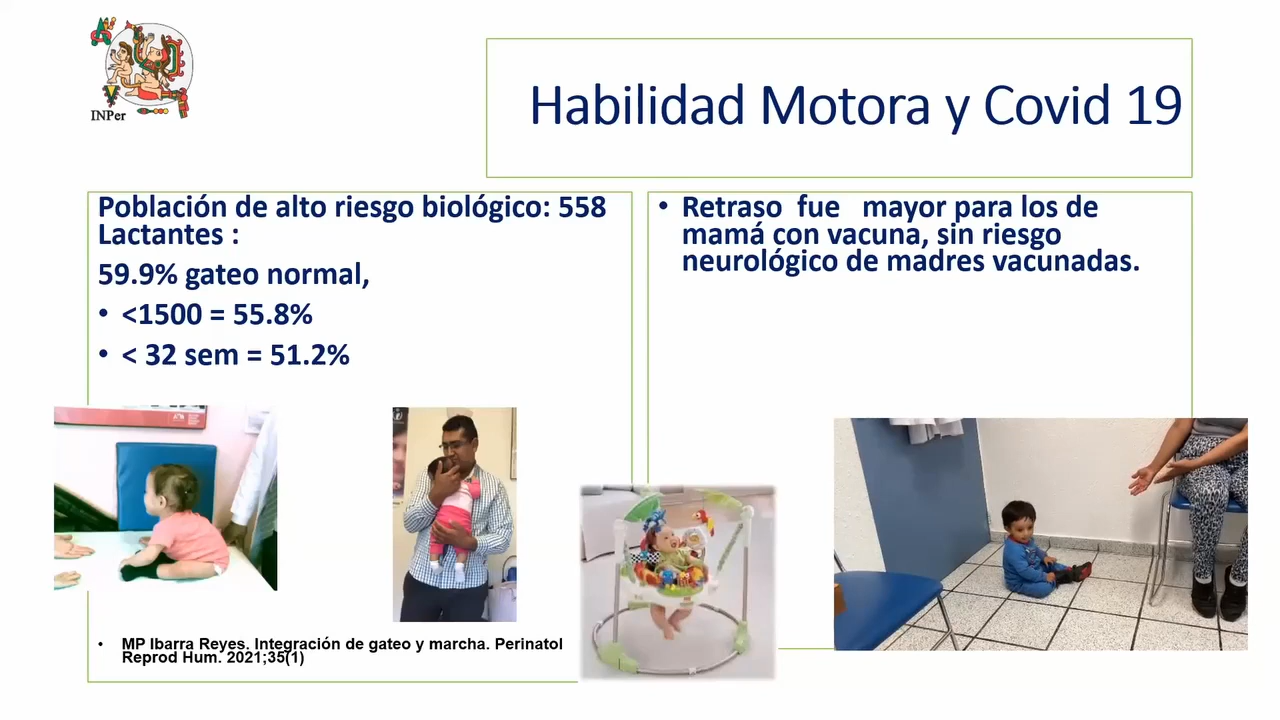 INPer
Habilidad Motora y Covid 19
Población de alto riesgo biológico: 558
Lactantes :
59.9% gateo normal,
• <1500 = 55.8%
• < 32 sem = 51.2%
• MP Ibarra Reyes. Integración de gateo y marcha. Perinatol
Reprod Hum. 2021;35(1)
• Retraso fue mayor para los de
mamá con vacuna, sin riesgo
neurológico de madres vacunadas.